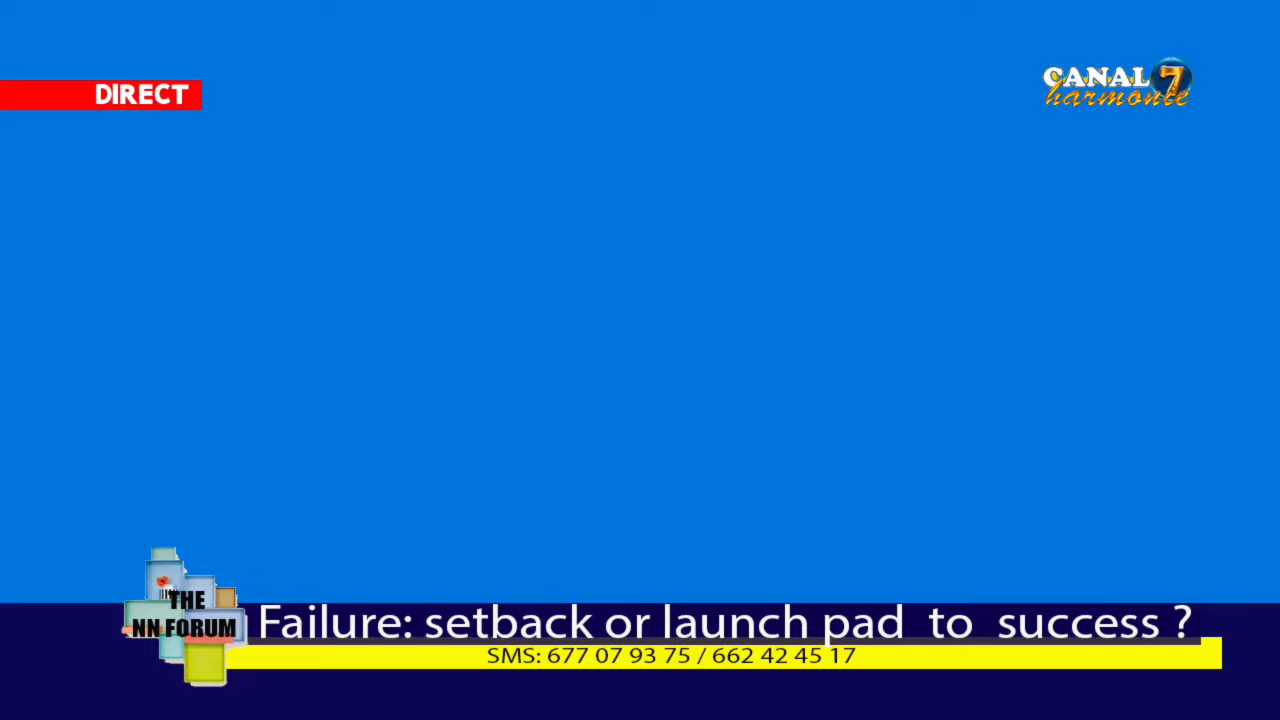 DIRECT
CANAL 7
harmonie
THE
NN FORUM
Failure: setback or launch pad to success ?
SMS: 677 07 93 75 / 662 42 45 17